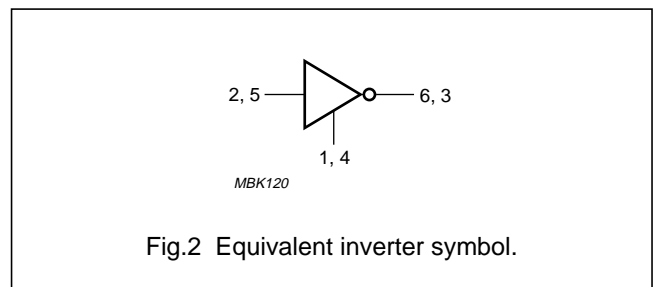 2, 5
6, 3
1, 4
MBK120
Fig.2 Equivalent inverter symbol.